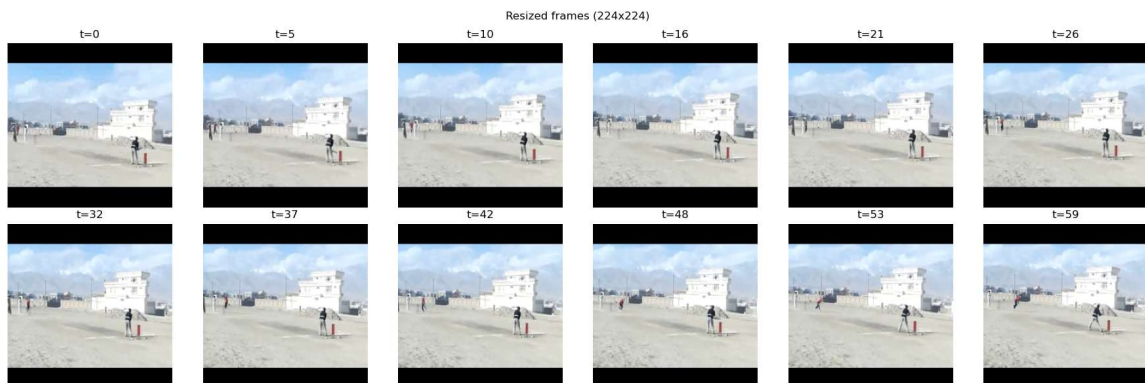 Resized frames (224x224)
t=0 t=5 t=10 t=16 t=21 t=26
t=32 t=37 t=42 t=48 t=53 t=59